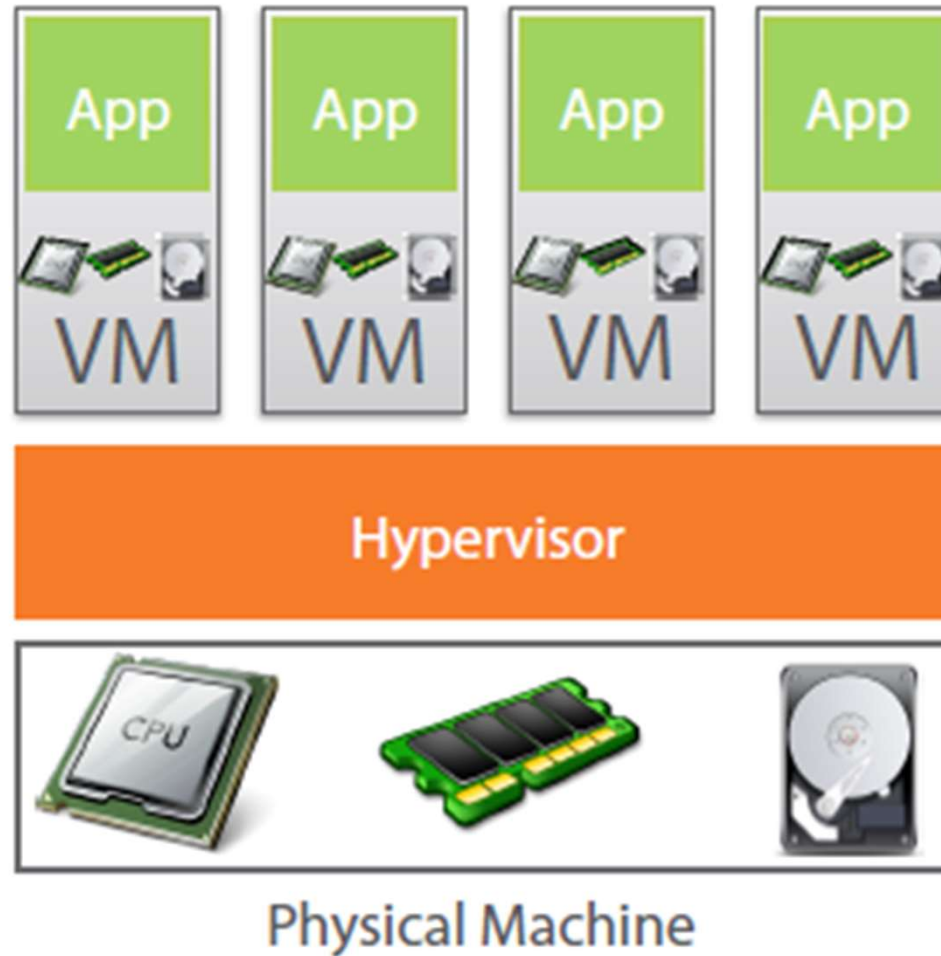 App App App App
VM VM VM VM
Hypervisor
CPU
Physical Machine